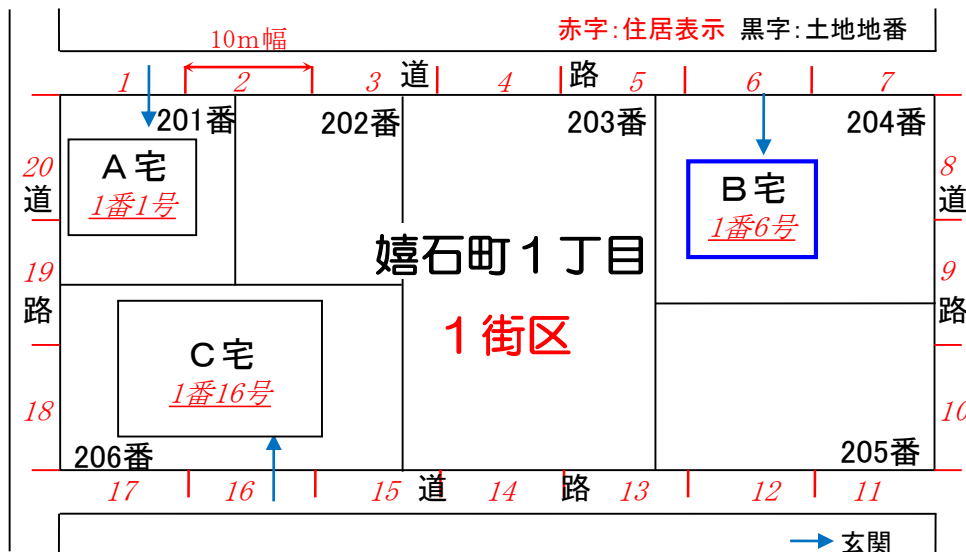 赤字:住居表示 黒字:土地地番
10m幅
1 2 3 道 4 路 5 6 7
201番 202番 203番 204番
20 A宅 B宅 8
道 1番1号 1番6号 道
嬉石町1丁目
19 9
路 1街区 路
C宅
1番16号
18 10
206番 205番
17 16 15 道 14 路 13 12 11
玄関